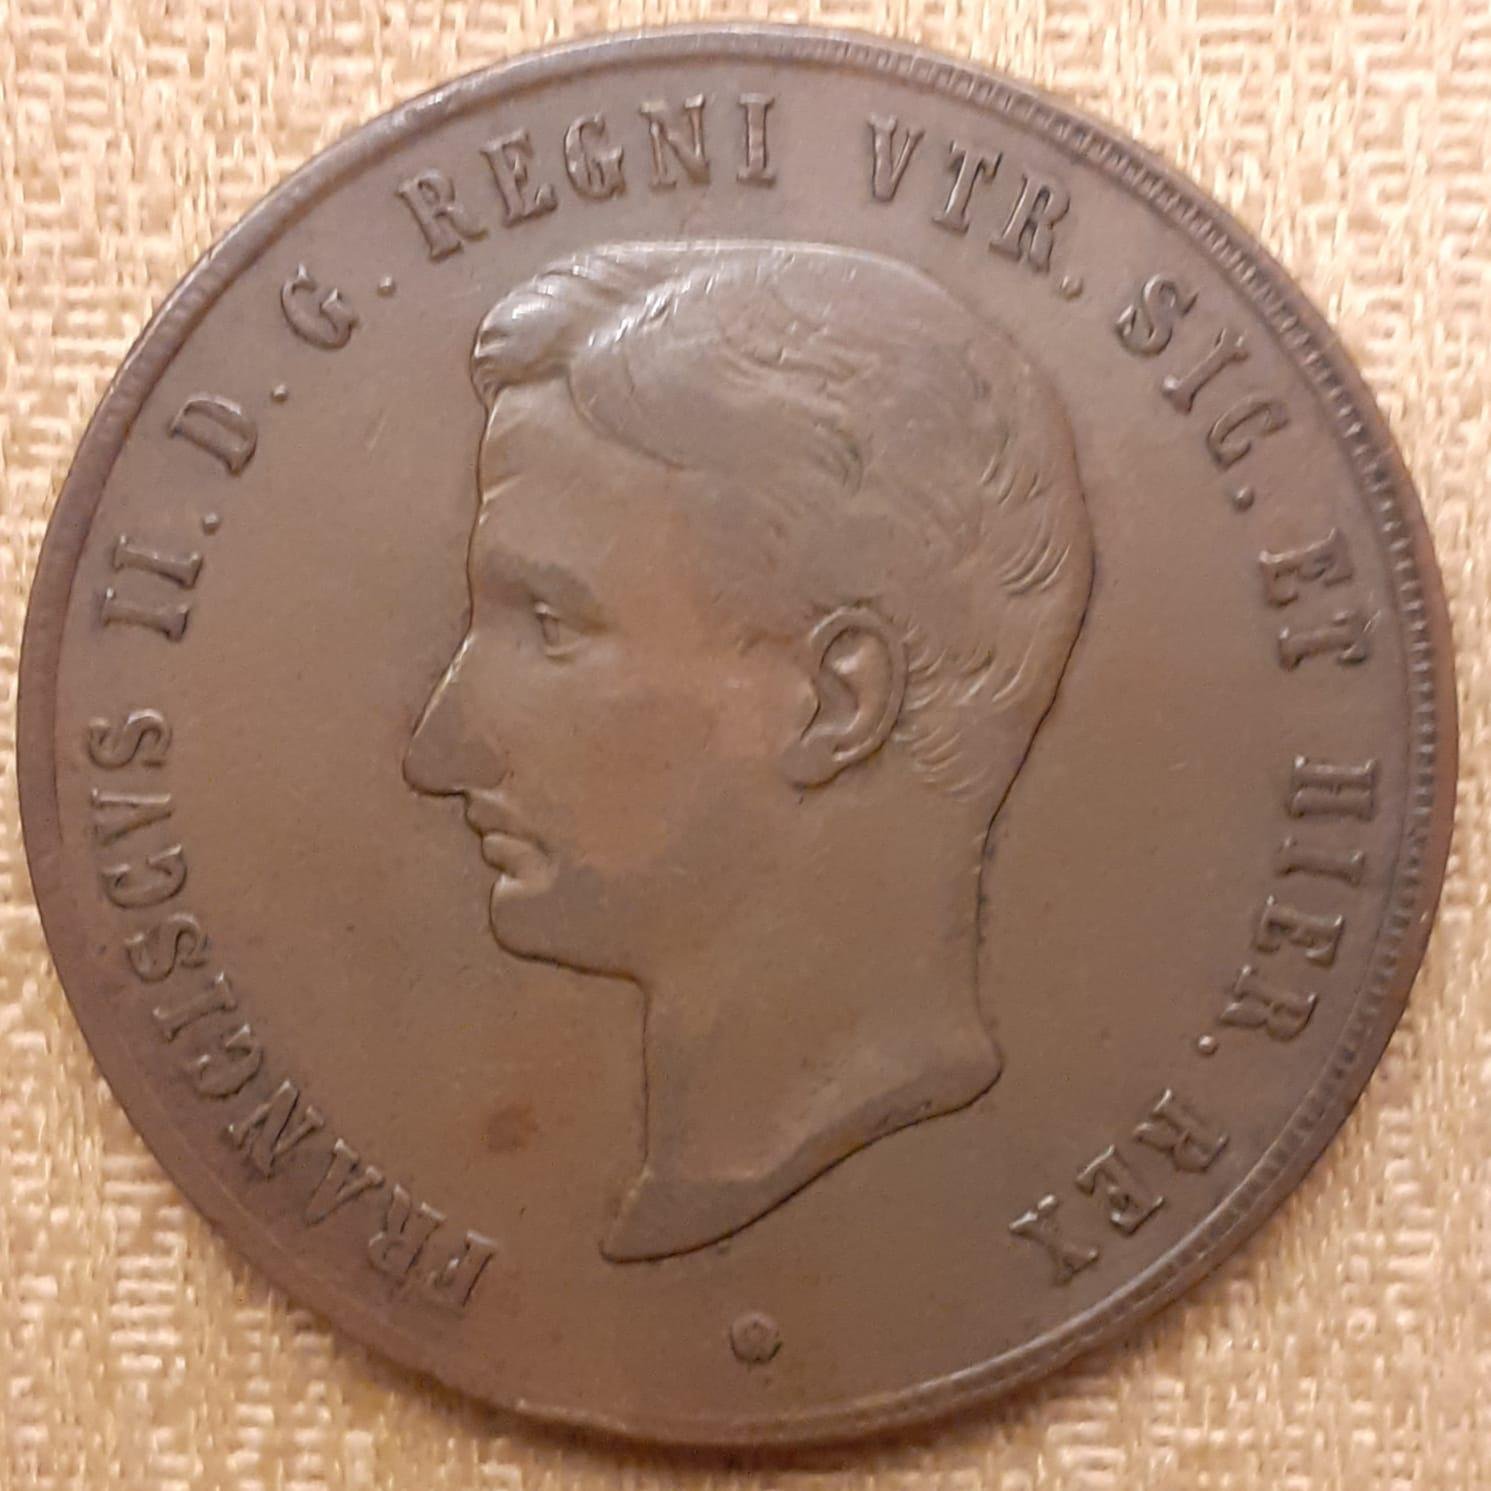 FRANCISCVS II. D. G. REGNI VTR. SIC. ET HIER. REX